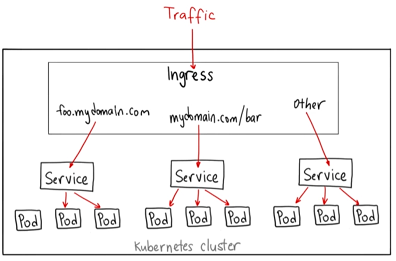 Traffic
Ingress
foo.mydomain.com
mydomain.com/bar
Other
Service
Service
Service
Pod
Pod
Pod
Pod
Pod
Pod
Pod
Pod
Pod
Kubernetes cluster